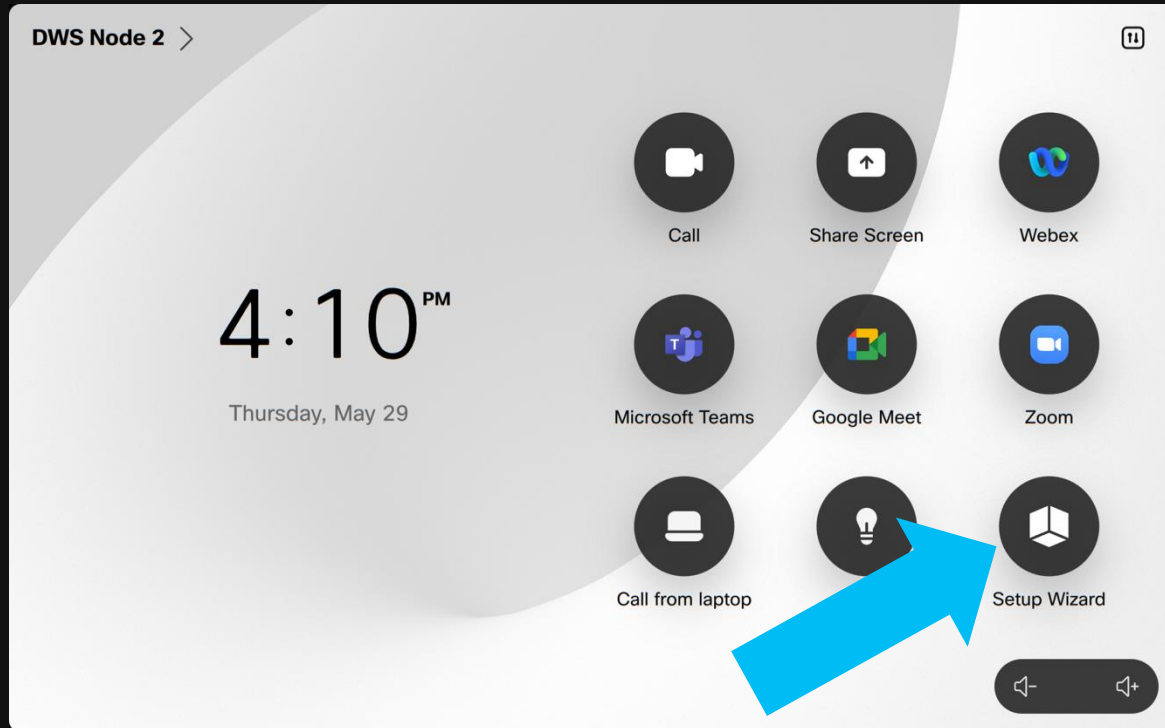 DWS Node 2
4:10 PM
Thursday, May 29
Call
Share Screen
Webex
Microsoft Teams
Google Meet
Zoom
Call from laptop
Setup Wizard